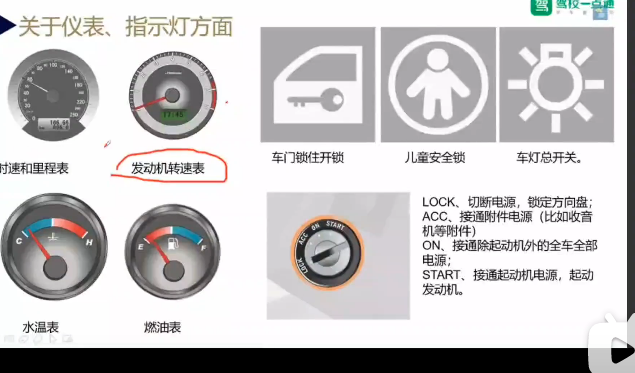 关于仪表、指示灯方面
驾校一点通
时速和里程表
发动机转速表
车门锁住开锁
儿童安全锁
车灯总开关。
C
H
E
F
水温表
燃油表
LOCK
ACC
ON
START
LOCK、切断电源，锁定方向盘；
ACC、接通附件电源（比如收音
机等附件）
ON、接通除起动机外的全车全部
电源；
START、接通起动机电源，起动
发动机。